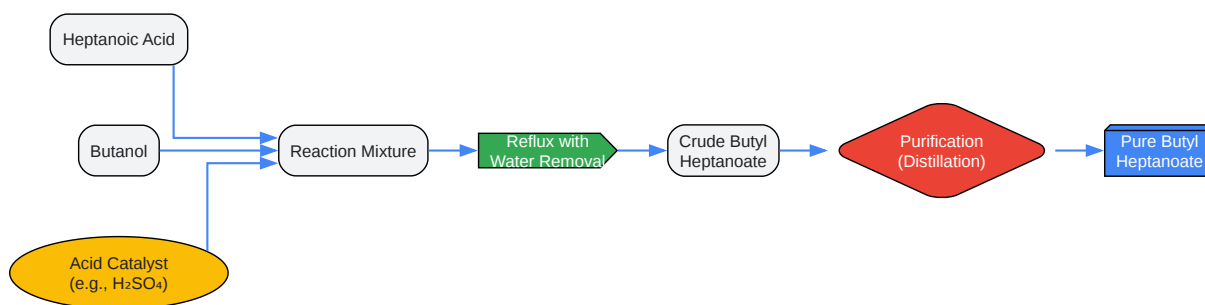 Heptanoic Acid
Butanol
Reaction Mixture
Reflux with
Water Removal
Crude Butyl
Heptanoate
Purification
(Distillation)
Pure Butyl
Heptanoate
Acid Catalyst
(e.g., H₂SO₄)